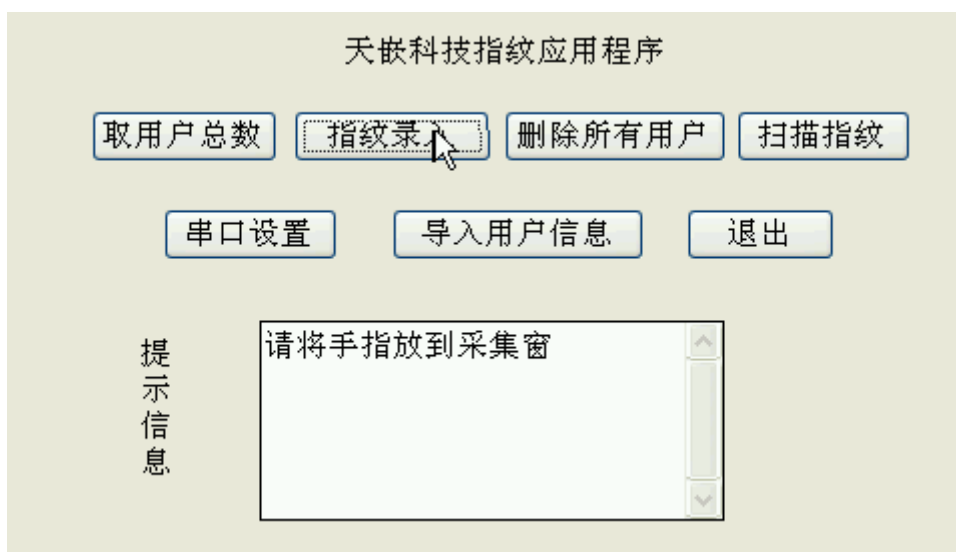 天嵌科技指纹应用程序
取用户总数 指纹录入 删除所有用户 扫描指纹
串口设置 导入用户信息 退出
请将手指放到采集窗
提示信息